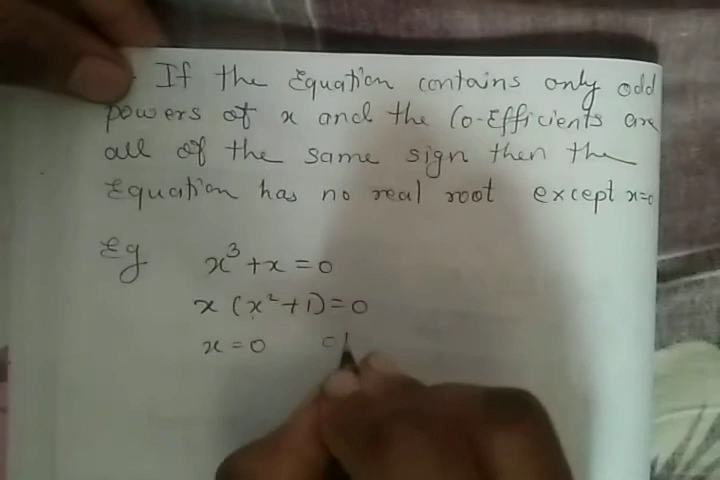 If the Equation contains only odd
powers of x and the Co-Efficients are
all of the same sign then the
Equation has no real root except x=0
Eg x³+x=0
x (x²+1)=0
x=0